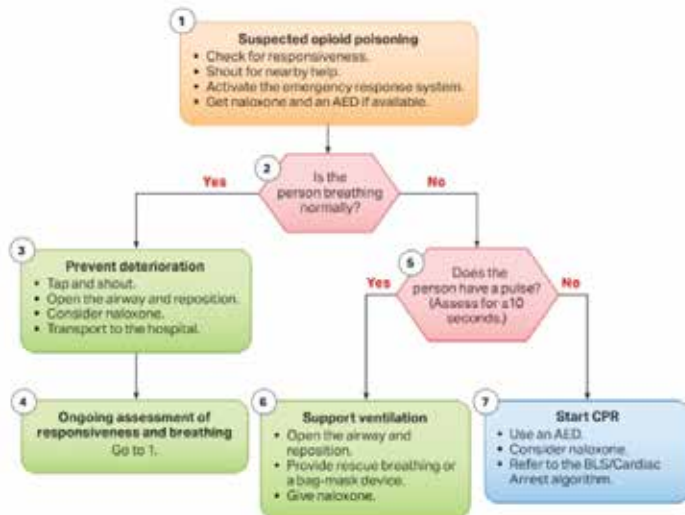 1
Suspected opioid poisoning
• Check for responsiveness.
• Shout for nearby help.
• Activate the emergency response system.
• Get naloxone and an AED if available.
2
Is the
person breathing
normally?
Yes
No
3
Prevent deterioration
• Tap and shout.
• Open the airway and reposition.
• Consider naloxone.
• Transport to the hospital.
5
Does the
person have a pulse?
(Assess for ≤10
seconds.)
Yes
No
4
Ongoing assessment of
responsiveness and breathing
Go to 1.
6
Support ventilation
• Open the airway and
reposition.
• Provide rescue breathing or
a bag-mask device.
• Give naloxone.
7
Start CPR
• Use an AED.
• Consider naloxone.
• Refer to the BLS/Cardiac
Arrest algorithm.